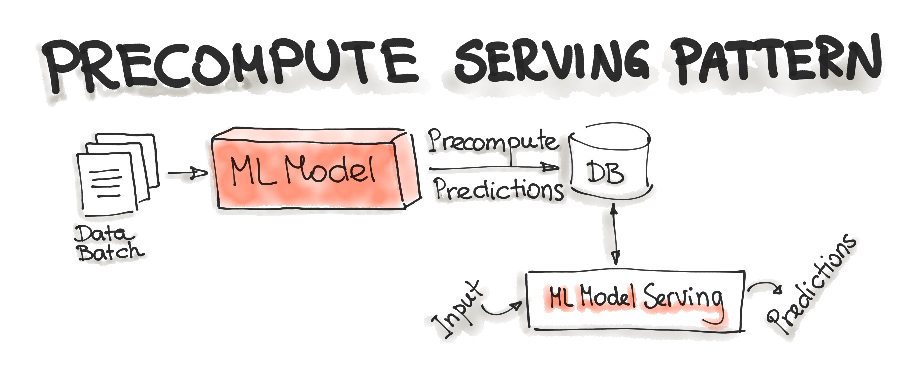 PRECOMPUTE SERVING PATTERN
Data
Batch
ML Model
Precompute
Predictions
DB
Input
ML Model Serving
Predictions